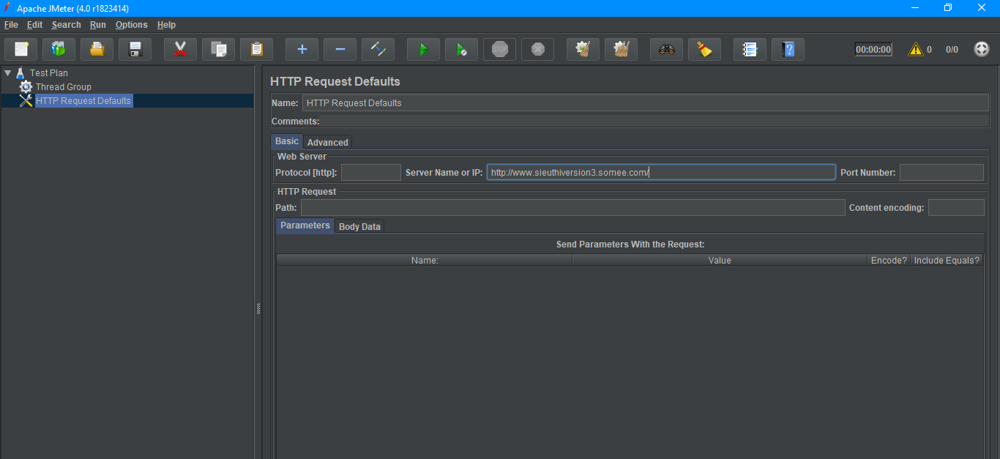 Apache JMeter (4.0 r1823414)
File Edit Search Run Options Help
STOP 00:00:00 0 0/0
Test Plan
Thread Group
HTTP Request Defaults
HTTP Request Defaults
Name: HTTP Request Defaults
Comments:
Basic Advanced
Web Server
Protocol [http]: Server Name or IP: http://www.sieuthiversion3.somee.com/ Port Number:
HTTP Request
Path: Content encoding:
Parameters Body Data
Send Parameters With the Request:
Name: Value Encode? Include Equals?